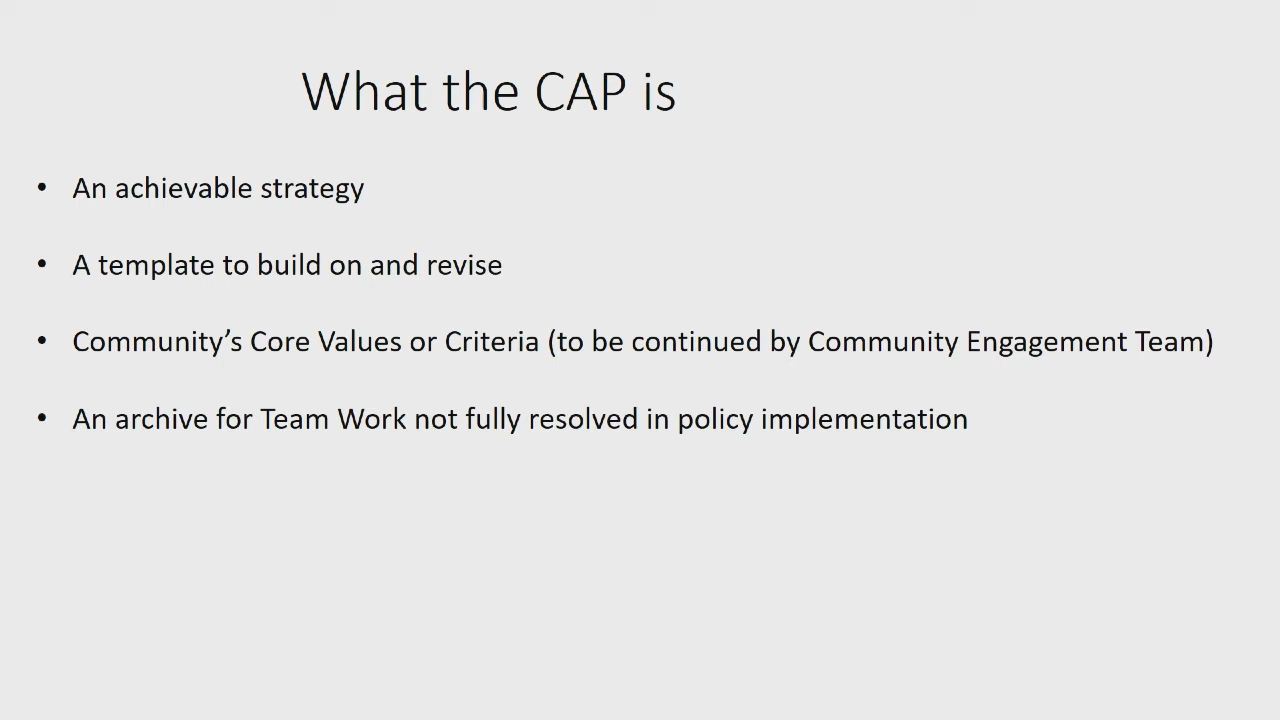 What the CAP is
• An achievable strategy
• A template to build on and revise
• Community’s Core Values or Criteria (to be continued by Community Engagement Team)
• An archive for Team Work not fully resolved in policy implementation